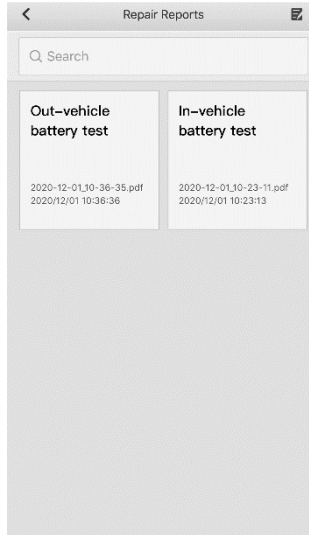 Repair Reports
Search
Out-vehicle
battery test
2020-12-01_10-36-35.pdf
2020/12/01 10:36:36
In-vehicle
battery test
2020-12-01_10-23-11.pdf
2020/12/01 10:23:13